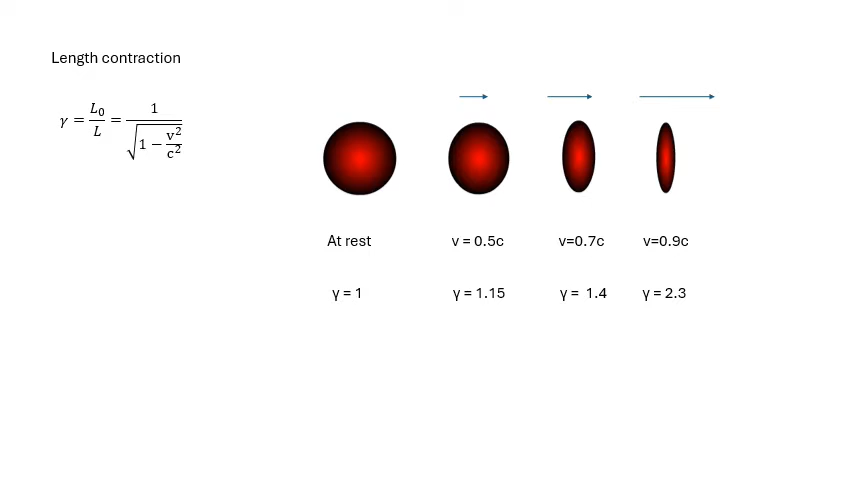 Length contraction
γ = L₀/L = 1/√(1 − v²/c²)
At rest v = 0.5c v=0.7c v=0.9c
γ = 1 γ = 1.15 γ = 1.4 γ = 2.3